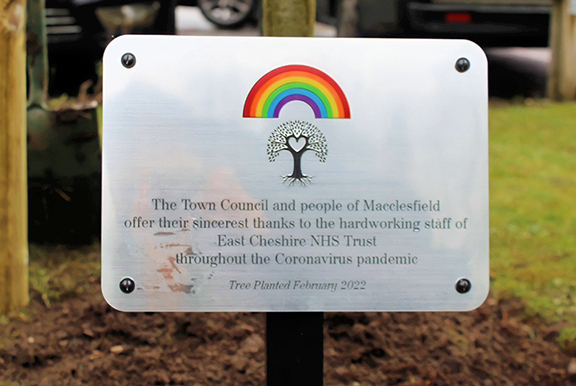 The Town Council and people of Macclesfield
offer their sincerest thanks to the hardworking staff of
East Cheshire NHS Trust
throughout the Coronavirus pandemic
Tree Planted February 2022